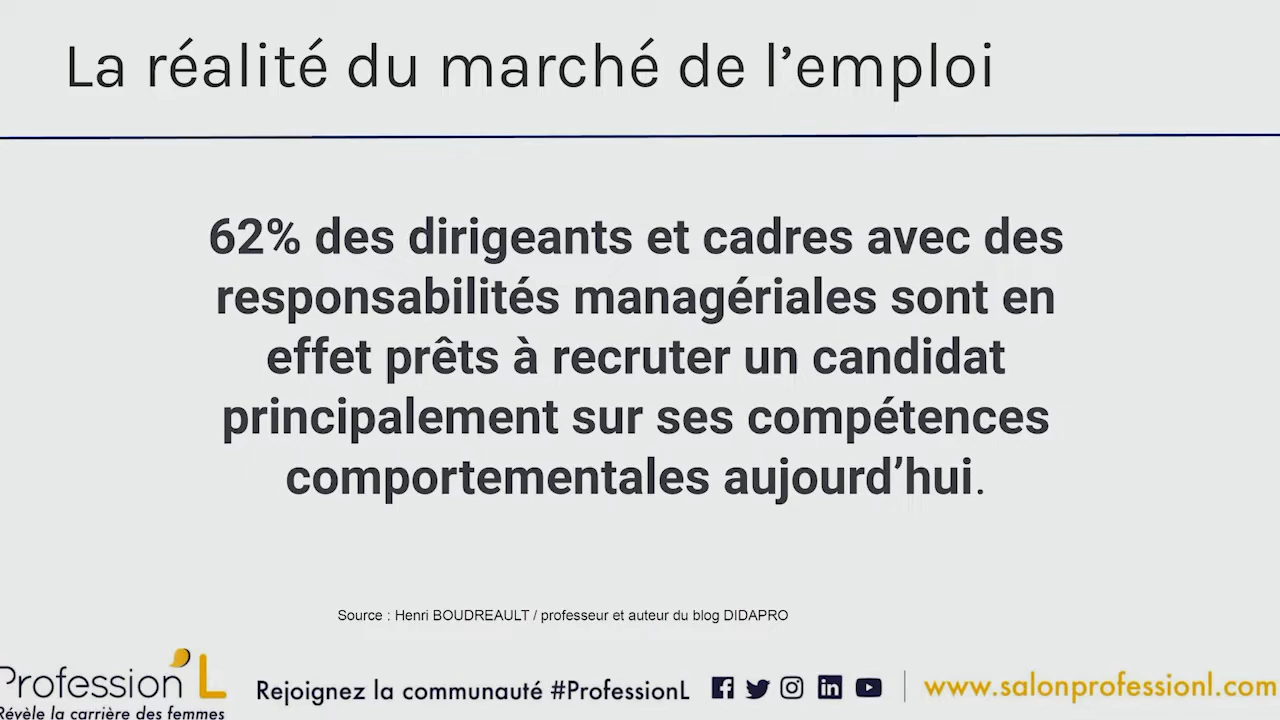 La réalité du marché de l’emploi
62% des dirigeants et cadres avec des
responsabilités managériales sont en
effet prêts à recruter un candidat
principalement sur ses compétences
comportementales aujourd’hui.
Source : Henri BOUDREAULT / professeur et auteur du blog DIDAPRO
Profession'L
Révèle la carrière des femmes
Rejoignez la communauté #ProfessionL
www.salonprofessionl.com